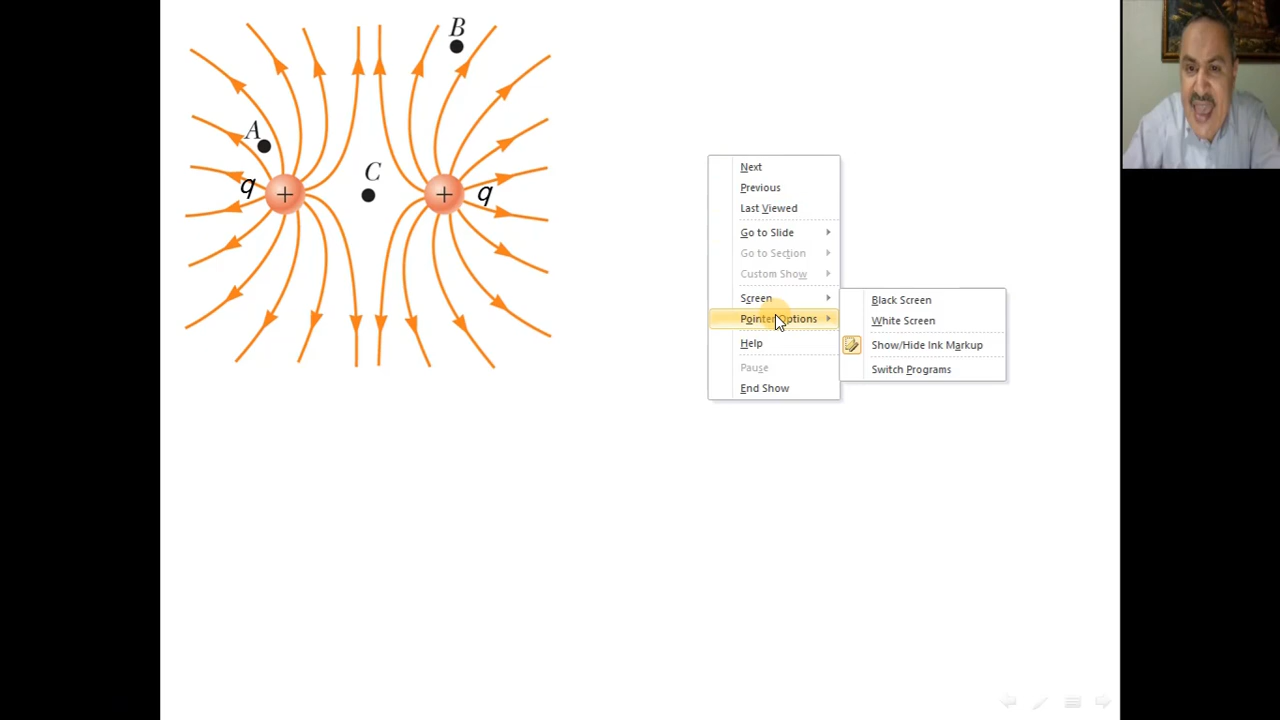 B
A
C
q
q
+
+
Next
Previous
Last Viewed
Go to Slide
Go to Section
Custom Show
Screen
Pointer Options
Help
Pause
End Show
Black Screen
White Screen
Show/Hide Ink Markup
Switch Programs